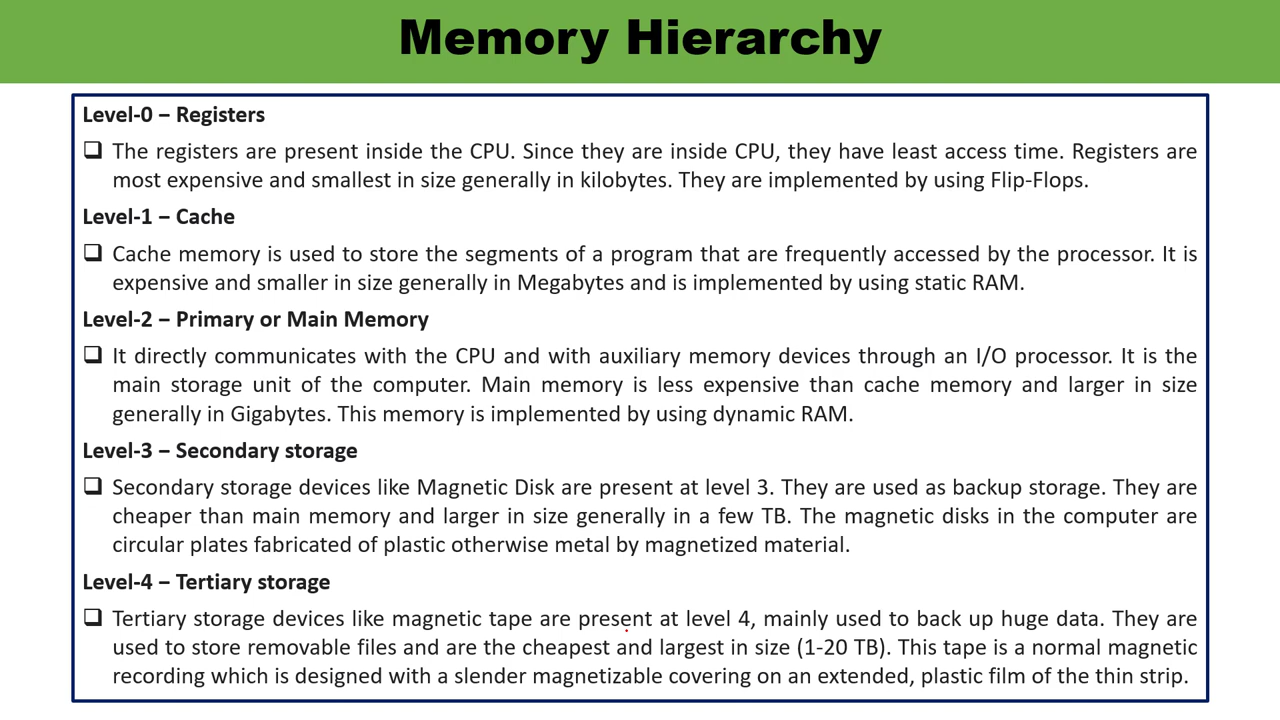 Memory Hierarchy
Level-0 – Registers
❑ The registers are present inside the CPU. Since they are inside CPU, they have least access time. Registers are
most expensive and smallest in size generally in kilobytes. They are implemented by using Flip-Flops.
Level-1 – Cache
❑ Cache memory is used to store the segments of a program that are frequently accessed by the processor. It is
expensive and smaller in size generally in Megabytes and is implemented by using static RAM.
Level-2 – Primary or Main Memory
❑ It directly communicates with the CPU and with auxiliary memory devices through an I/O processor. It is the
main storage unit of the computer. Main memory is less expensive than cache memory and larger in size
generally in Gigabytes. This memory is implemented by using dynamic RAM.
Level-3 – Secondary storage
❑ Secondary storage devices like Magnetic Disk are present at level 3. They are used as backup storage. They are
cheaper than main memory and larger in size generally in a few TB. The magnetic disks in the computer are
circular plates fabricated of plastic otherwise metal by magnetized material.
Level-4 – Tertiary storage
❑ Tertiary storage devices like magnetic tape are present at level 4, mainly used to back up huge data. They are
used to store removable files and are the cheapest and largest in size (1-20 TB). This tape is a normal magnetic
recording which is designed with a slender magnetizable covering on an extended, plastic film of the thin strip.